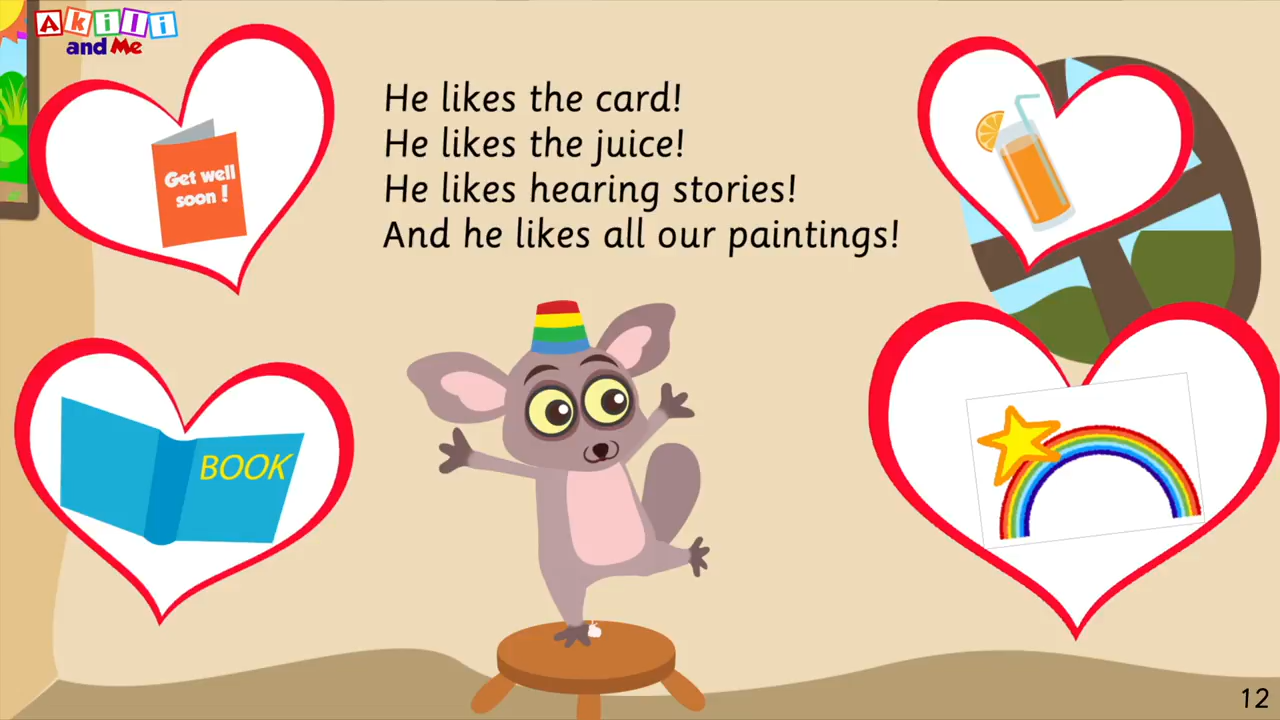 Akili
and Me
He likes the card!
He likes the juice!
He likes hearing stories!
And he likes all our paintings!
Get well
soon!
BOOK
12